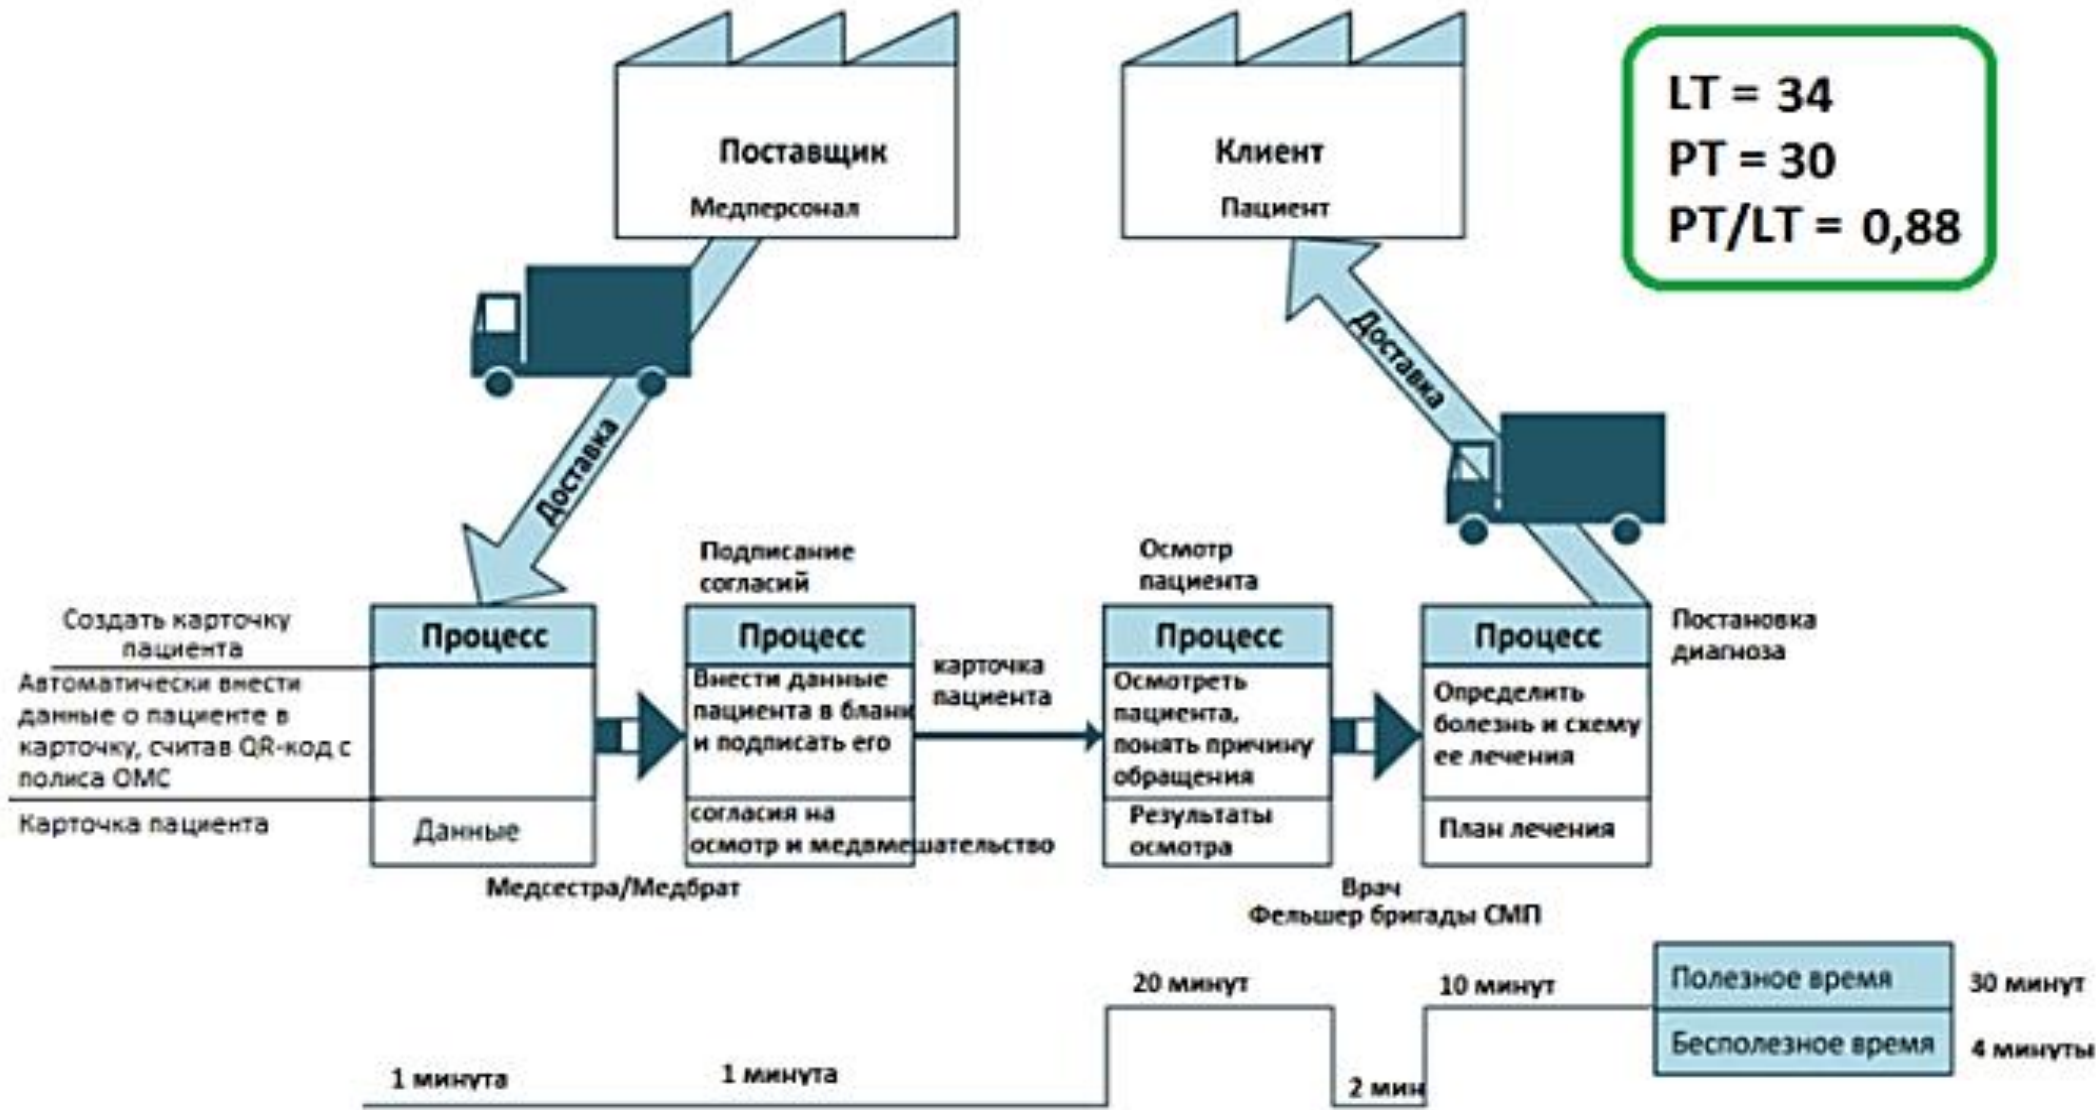 Поставщик
Медперсонал
Клиент
Пациент
LT = 34
PT = 30
PT/LT = 0,88
Доставка
Доставка
Создать карточку
пациента
Автоматически внести
данные о пациенте в
карточку, считав QR-код с
полиса ОМС
Карточка пациента
Процесс
Данные
Подписание
согласий
Процесс
Внести данные
пациента в бланк
и подписать его
согласия на
осмотр и медвмешательство
Медсестра/Медбрат
карточка
пациента
Осмотр
пациента
Процесс
Осмотреть
пациента,
понять причину
обращения
Результаты
осмотра
Процесс
Определить
болезнь и схему
ее лечения
План лечения
Постановка
диагноза
Врач
Фельшер бригады СМП
1 минута
1 минута
20 минут
2 мин
10 минут
Полезное время
30 минут
Бесполезное время
4 минуты